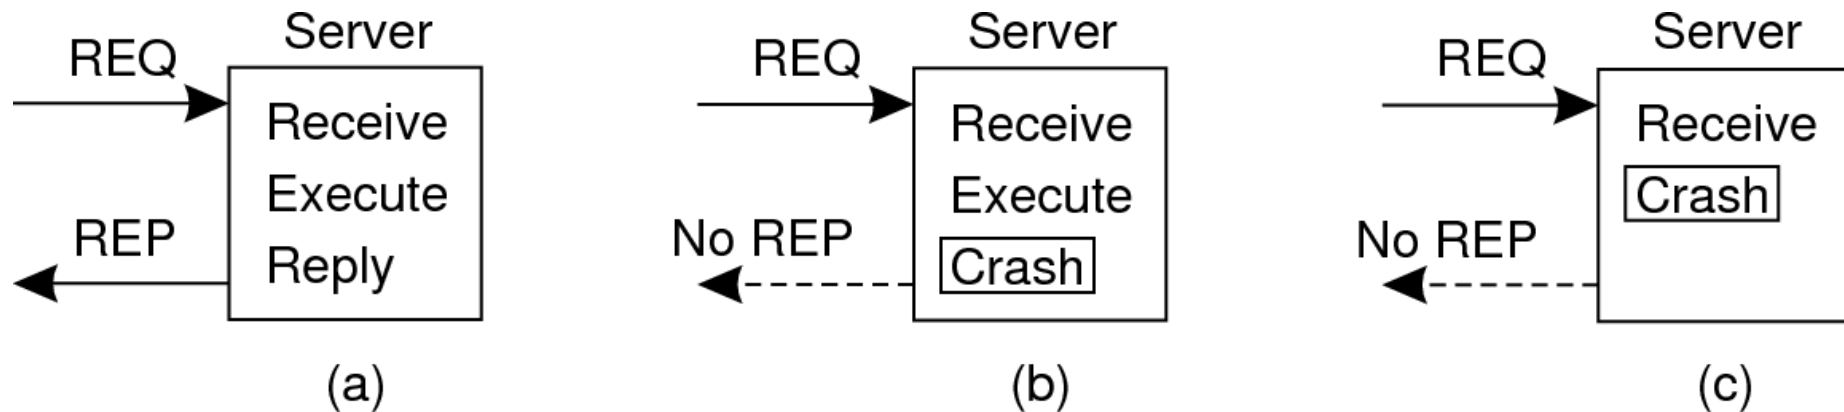 Server
REQ
Receive
Execute
REP
Reply
(a)
Server
REQ
Receive
Execute
No REP
Crash
(b)
Server
REQ
Receive
Crash
No REP
(c)